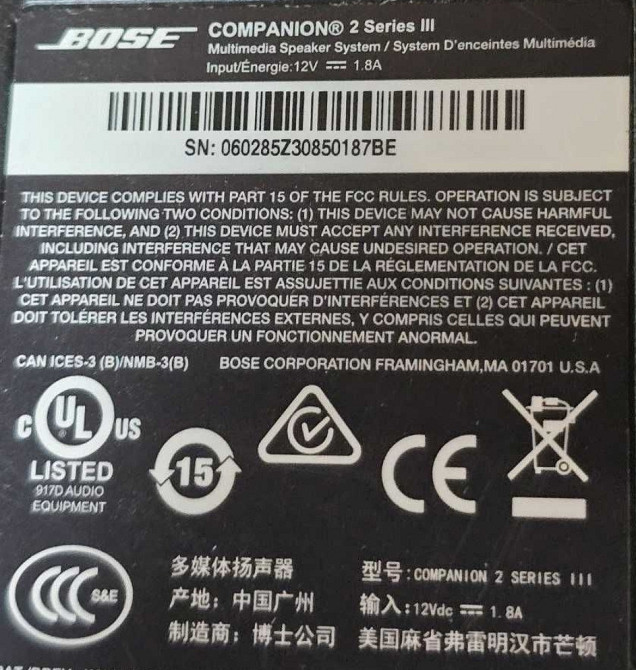 BOSE COMPANION® 2 Series III
Multimedia Speaker System / System D'enceintes Multimédia
Input/Énergie:12V ⎓ 1.8A
SN: 060285Z30850187BE
THIS DEVICE COMPLIES WITH PART 15 OF THE FCC RULES. OPERATION IS SUBJECT
TO THE FOLLOWING TWO CONDITIONS: (1) THIS DEVICE MAY NOT CAUSE HARMFUL
INTERFERENCE, AND (2) THIS DEVICE MUST ACCEPT ANY INTERFERENCE RECEIVED,
INCLUDING INTERFERENCE THAT MAY CAUSE UNDESIRED OPERATION. / CET
APPAREIL EST CONFORME À LA PARTIE 15 DE LA RÉGLEMENTATION DE LA FCC.
L'UTILISATION DE CET APPAREIL EST ASSUJETTIE AUX CONDITIONS SUIVANTES : (1)
CET APPAREIL NE DOIT PAS PROVOQUER D'INTERFÉRENCES ET (2) CET APPAREIL
DOIT TOLÉRER LES INTERFÉRENCES EXTERNES, Y COMPRIS CELLES QUI PEUVENT
PROVOQUER UN FONCTIONNEMENT ANORMAL.
CAN ICES-3 (B)/NMB-3(B) BOSE CORPORATION FRAMINGHAM,MA 01701 U.S.A
C UL® US
LISTED
917D AUDIO
EQUIPMENT
15
CE
CCC S&E
多媒体扬声器 型号:COMPANION 2 SERIES III
产地：中国广州 输入:12Vdc ⎓ 1.8A
制造商：博士公司 美国麻省弗雷明汉市芒顿